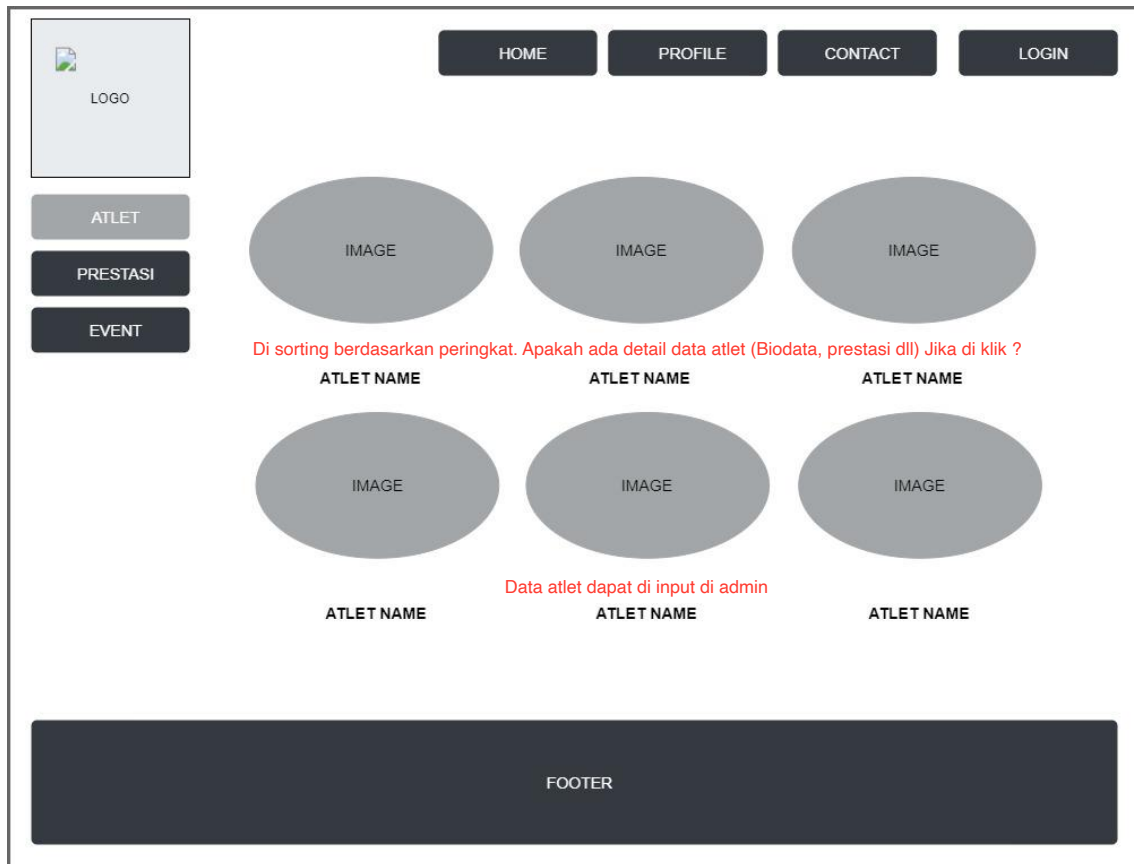 HOME PROFILE CONTACT LOGIN
LOGO
ATLET
PRESTASI
EVENT
IMAGE IMAGE IMAGE
Di sorting berdasarkan peringkat. Apakah ada detail data atlet (Biodata, prestasi dll) Jika di klik ?
ATLET NAME ATLET NAME ATLET NAME
IMAGE IMAGE IMAGE
Data atlet dapat di input di admin
ATLET NAME ATLET NAME ATLET NAME
FOOTER